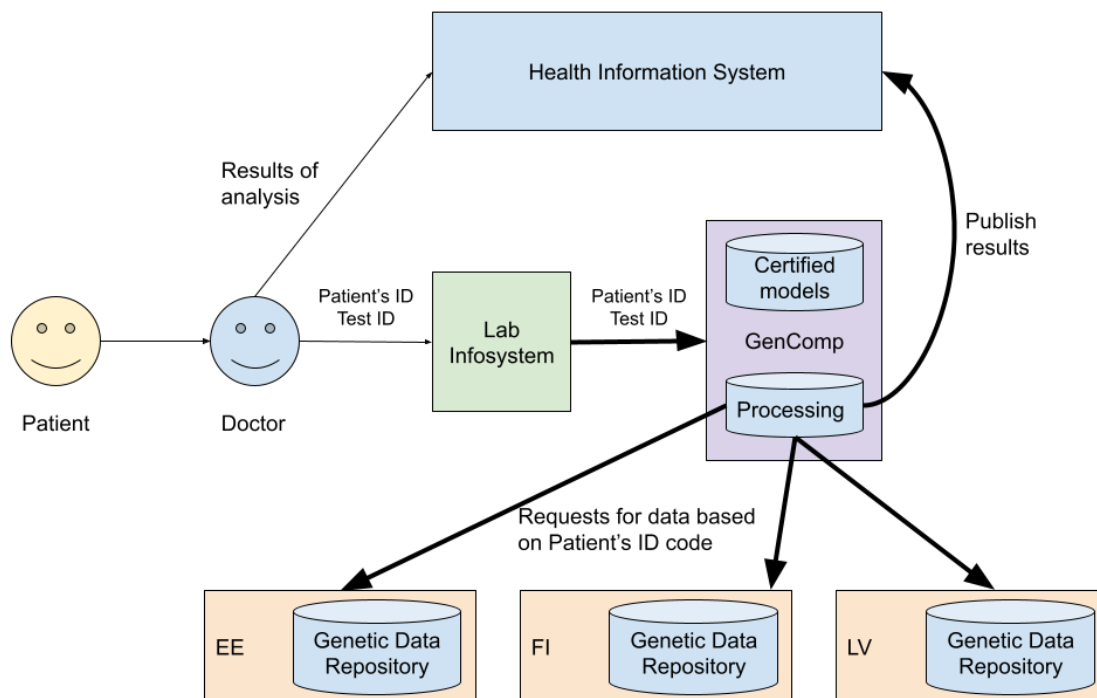 Health Information System
Results of
analysis
Publish
results
Certified
models
Patient's ID
Test ID
Patient's ID
Test ID
Lab
Infosystem
GenComp
Processing
Patient
Doctor
Requests for data based
on Patient's ID code
EE
Genetic Data
Repository
FI
Genetic Data
Repository
LV
Genetic Data
Repository